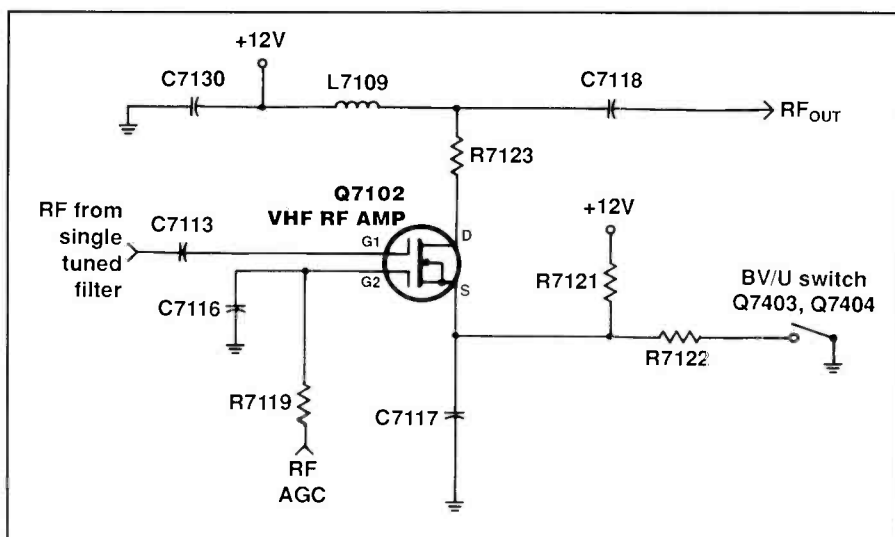 +12V
C7130
L7109
C7118
RF OUT
R7123
Q7102
VHF RF AMP
RF from
single
tuned
filter
C7113
G1
D
G2
S
+12V
C7116
R7121
BV/U switch
Q7403, Q7404
R7122
R7119
C7117
RF
AGC